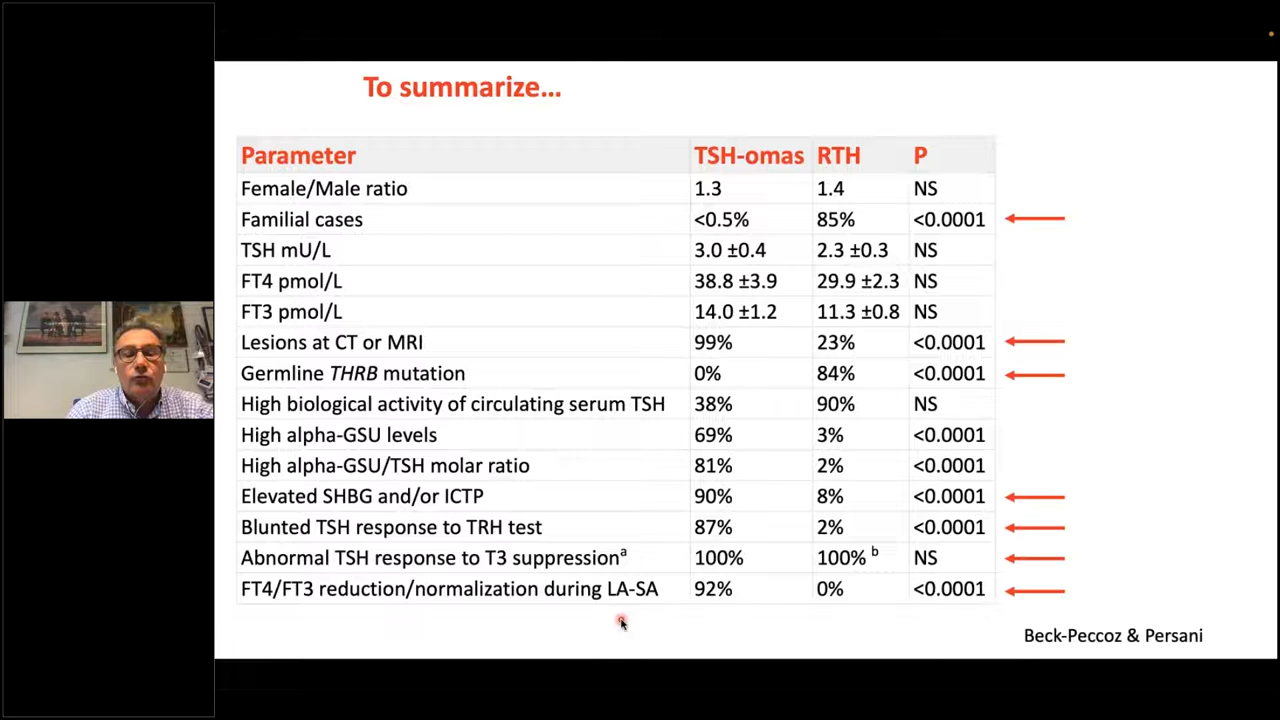 To summarize...
Parameter TSH-omas RTH P
Female/Male ratio 1.3 1.4 NS
Familial cases <0.5% 85% <0.0001
TSH mU/L 3.0 ±0.4 2.3 ±0.3 NS
FT4 pmol/L 38.8 ±3.9 29.9 ±2.3 NS
FT3 pmol/L 14.0 ±1.2 11.3 ±0.8 NS
Lesions at CT or MRI 99% 23% <0.0001
Germline THRB mutation 0% 84% <0.0001
High biological activity of circulating serum TSH 38% 90% NS
High alpha-GSU levels 69% 3% <0.0001
High alpha-GSU/TSH molar ratio 81% 2% <0.0001
Elevated SHBG and/or ICTP 90% 8% <0.0001
Blunted TSH response to TRH test 87% 2% <0.0001
Abnormal TSH response to T3 suppressionᵃ 100% 100% ᵇ NS
FT4/FT3 reduction/normalization during LA-SA 92% 0% <0.0001
Beck-Peccoz & Persani